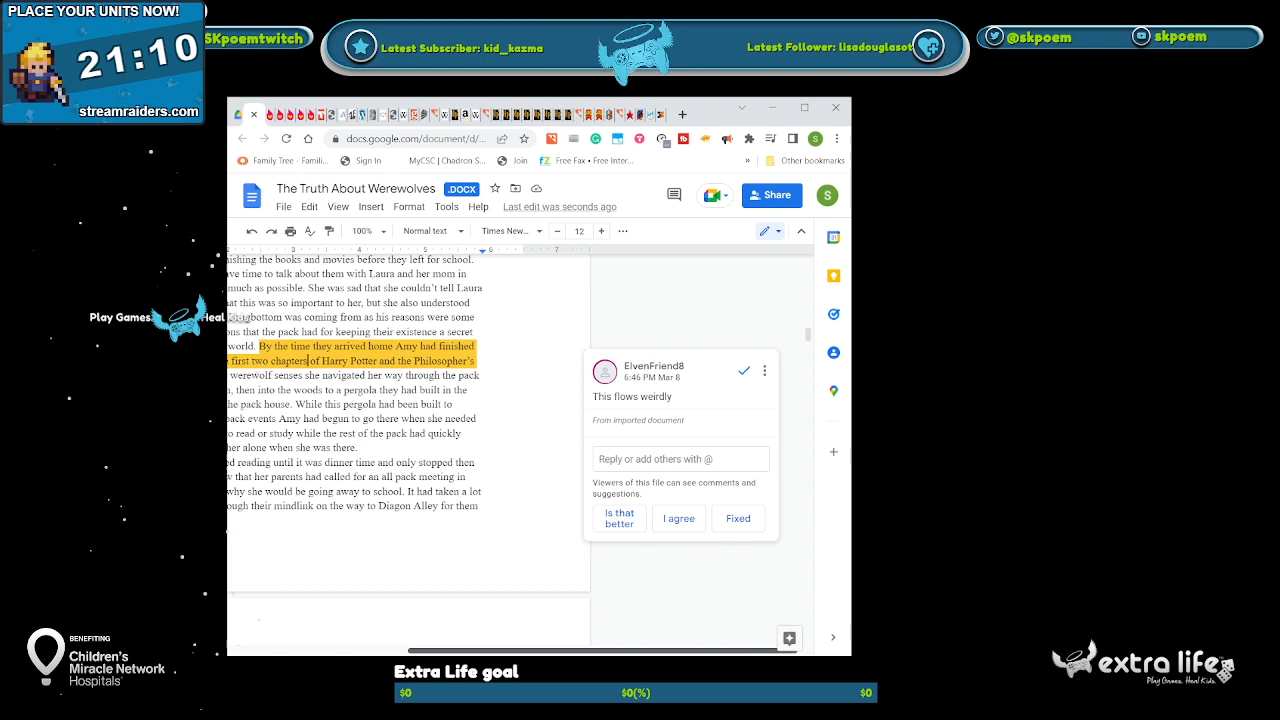 PLACE YOUR UNITS NOW!
21:10
streamraiders.com
SKpoemtwitch
Latest Subscriber: kid_kazma
Latest Follower: lisadouglasot
@skpoem
skpoem
docs.google.com/document/d/...
Family Tree - Famili...
Sign In
MyCSC | Chadron S...
Join
Free Fax • Free Inter...
»
Other bookmarks
The Truth About Werewolves
.DOCX
Share
S
File Edit View Insert Format Tools Help
Last edit was seconds ago
100%
Normal text
Times New...
12
2 3 4 5 6 7
ishing the books and movies before they left for school.
ve time to talk about them with Laura and her mom in
much as possible. She was sad that she couldn't tell Laura
at this was so important to her, but she also understood
gbottom was coming from as his reasons were some
ons that the pack had for keeping their existence a secret
world. By the time they arrived home Amy had finished
first two chapters of Harry Potter and the Philosopher's
werewolf senses she navigated her way through the pack
, then into the woods to a pergola they had built in the
he pack house. While this pergola had been built to
pack events Amy had begun to go there when she needed
o read or study while the rest of the pack had quickly
her alone when she was there.
ed reading until it was dinner time and only stopped then
w that her parents had called for an all pack meeting in
why she would be going away to school. It had taken a lot
ough their mindlink on the way to Diagon Alley for them
ElvenFriend8
6:46 PM Mar 8
This flows weirdly
From imported document
Reply or add others with @
Viewers of this file can see comments and
suggestions.
Is that
better
I agree
Fixed
Play Games.
Heal
BENEFITING
Children's
Miracle Network
Hospitals
Extra Life goal
$0
$0(%)
$0
extra life
Play Games. Heal Kids.